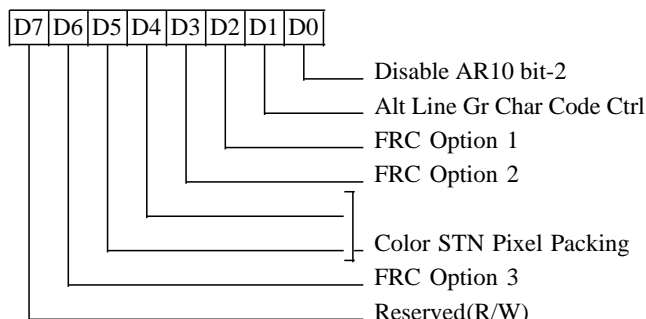 D7 D6 D5 D4 D3 D2 D1 D0
Disable AR10 bit-2
Alt Line Gr Char Code Ctrl
FRC Option 1
FRC Option 2
Color STN Pixel Packing
FRC Option 3
Reserved(R/W)